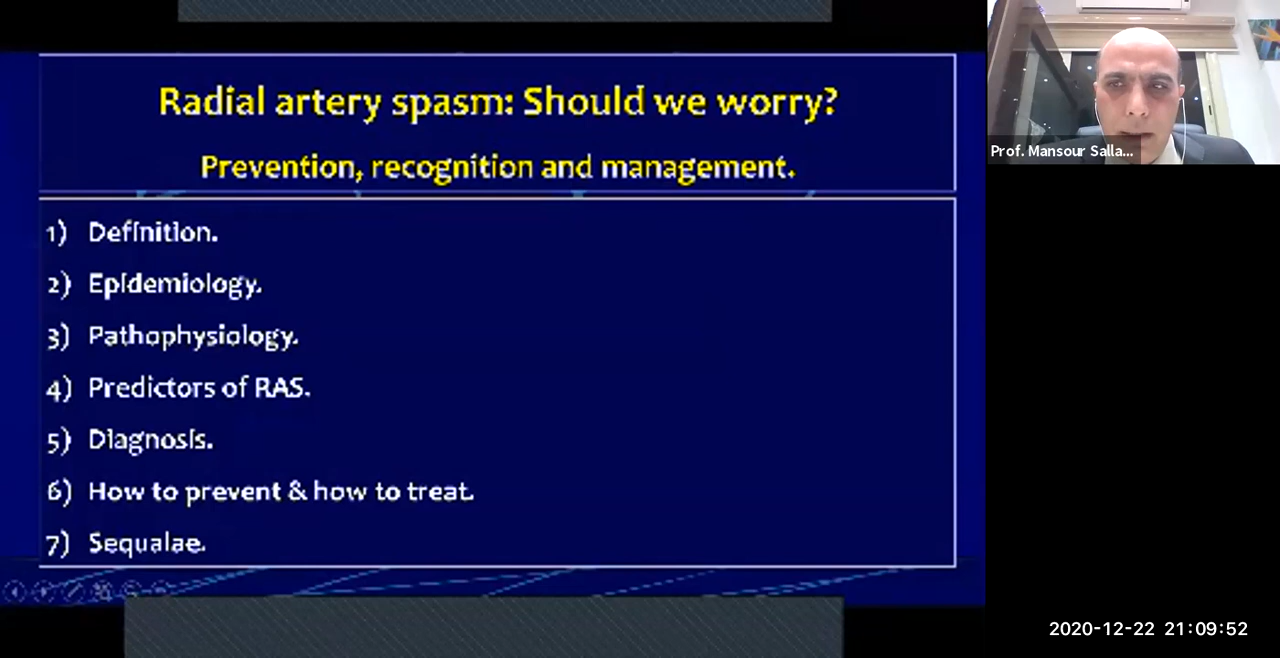 Radial artery spasm: Should we worry?
Prevention, recognition and management.
1) Definition.
2) Epidemiology.
3) Pathophysiology.
4) Predictors of RAS.
5) Diagnosis.
6) How to prevent & how to treat.
7) Sequalae.
Prof. Mansour Salla...
2020-12-22 21:09:52